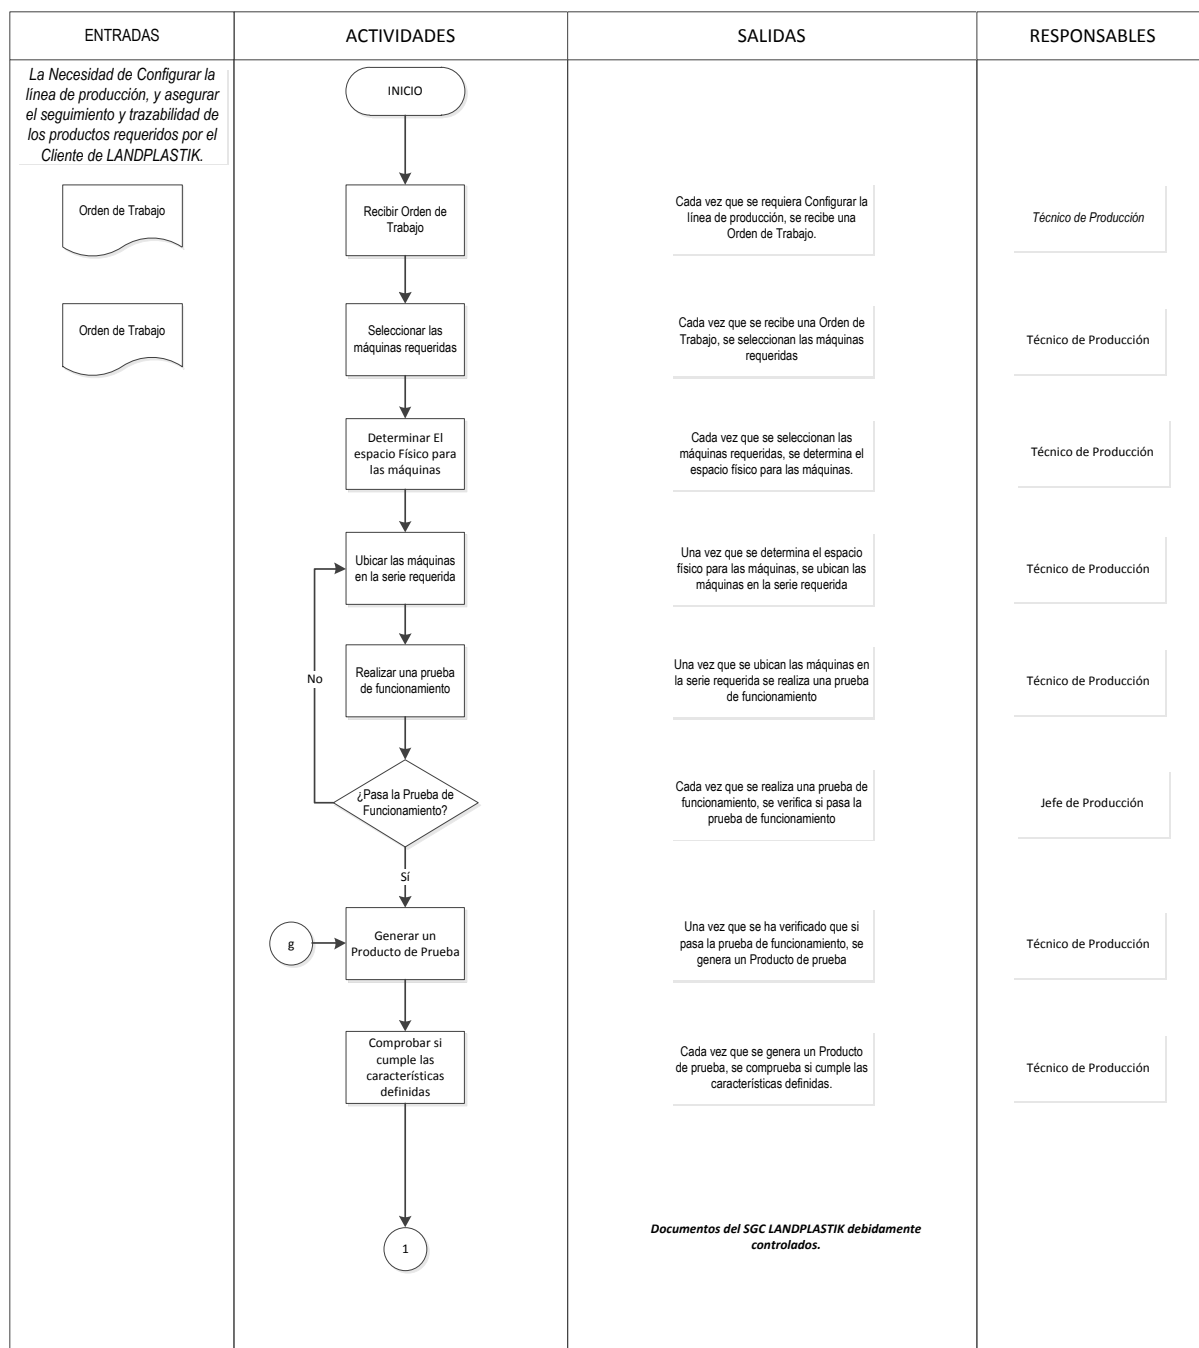 ENTRADAS
ACTIVIDADES
SALIDAS
RESPONSABLES
La Necesidad de Configurar la
línea de producción, y asegurar
el seguimiento y trazabilidad de
los productos requeridos por el
Cliente de LANDPLASTIK.
INICIO
Orden de Trabajo
Recibir Orden de
Trabajo
Cada vez que se requiera Configurar la
línea de producción, se recibe una
Orden de Trabajo.
Técnico de Producción
Orden de Trabajo
Seleccionar las
máquinas requeridas
Cada vez que se recibe una Orden de
Trabajo, se seleccionan las máquinas
requeridas
Técnico de Producción
Determinar El
espacio Físico para
las máquinas
Cada vez que se seleccionan las
máquinas requeridas, se determina el
espacio físico para las máquinas.
Técnico de Producción
Ubicar las máquinas
en la serie requerida
Una vez que se determina el espacio
físico para las máquinas, se ubican las
máquinas en la serie requerida
Técnico de Producción
No
Realizar una prueba
de funcionamiento
Una vez que se ubican las máquinas en
la serie requerida se realiza una prueba
de funcionamiento
Técnico de Producción
¿Pasa la Prueba de
Funcionamiento?
Cada vez que se realiza una prueba de
funcionamiento, se verifica si pasa la
prueba de funcionamiento
Jefe de Producción
Sí
g
Generar un
Producto de Prueba
Una vez que se ha verificado que si
pasa la prueba de funcionamiento, se
genera un Producto de prueba
Técnico de Producción
Comprobar si
cumple las
características
definidas
Cada vez que se genera un Producto
de prueba, se comprueba si cumple las
características definidas.
Técnico de Producción
1
Documentos del SGC LANDPLASTIK debidamente
controlados.